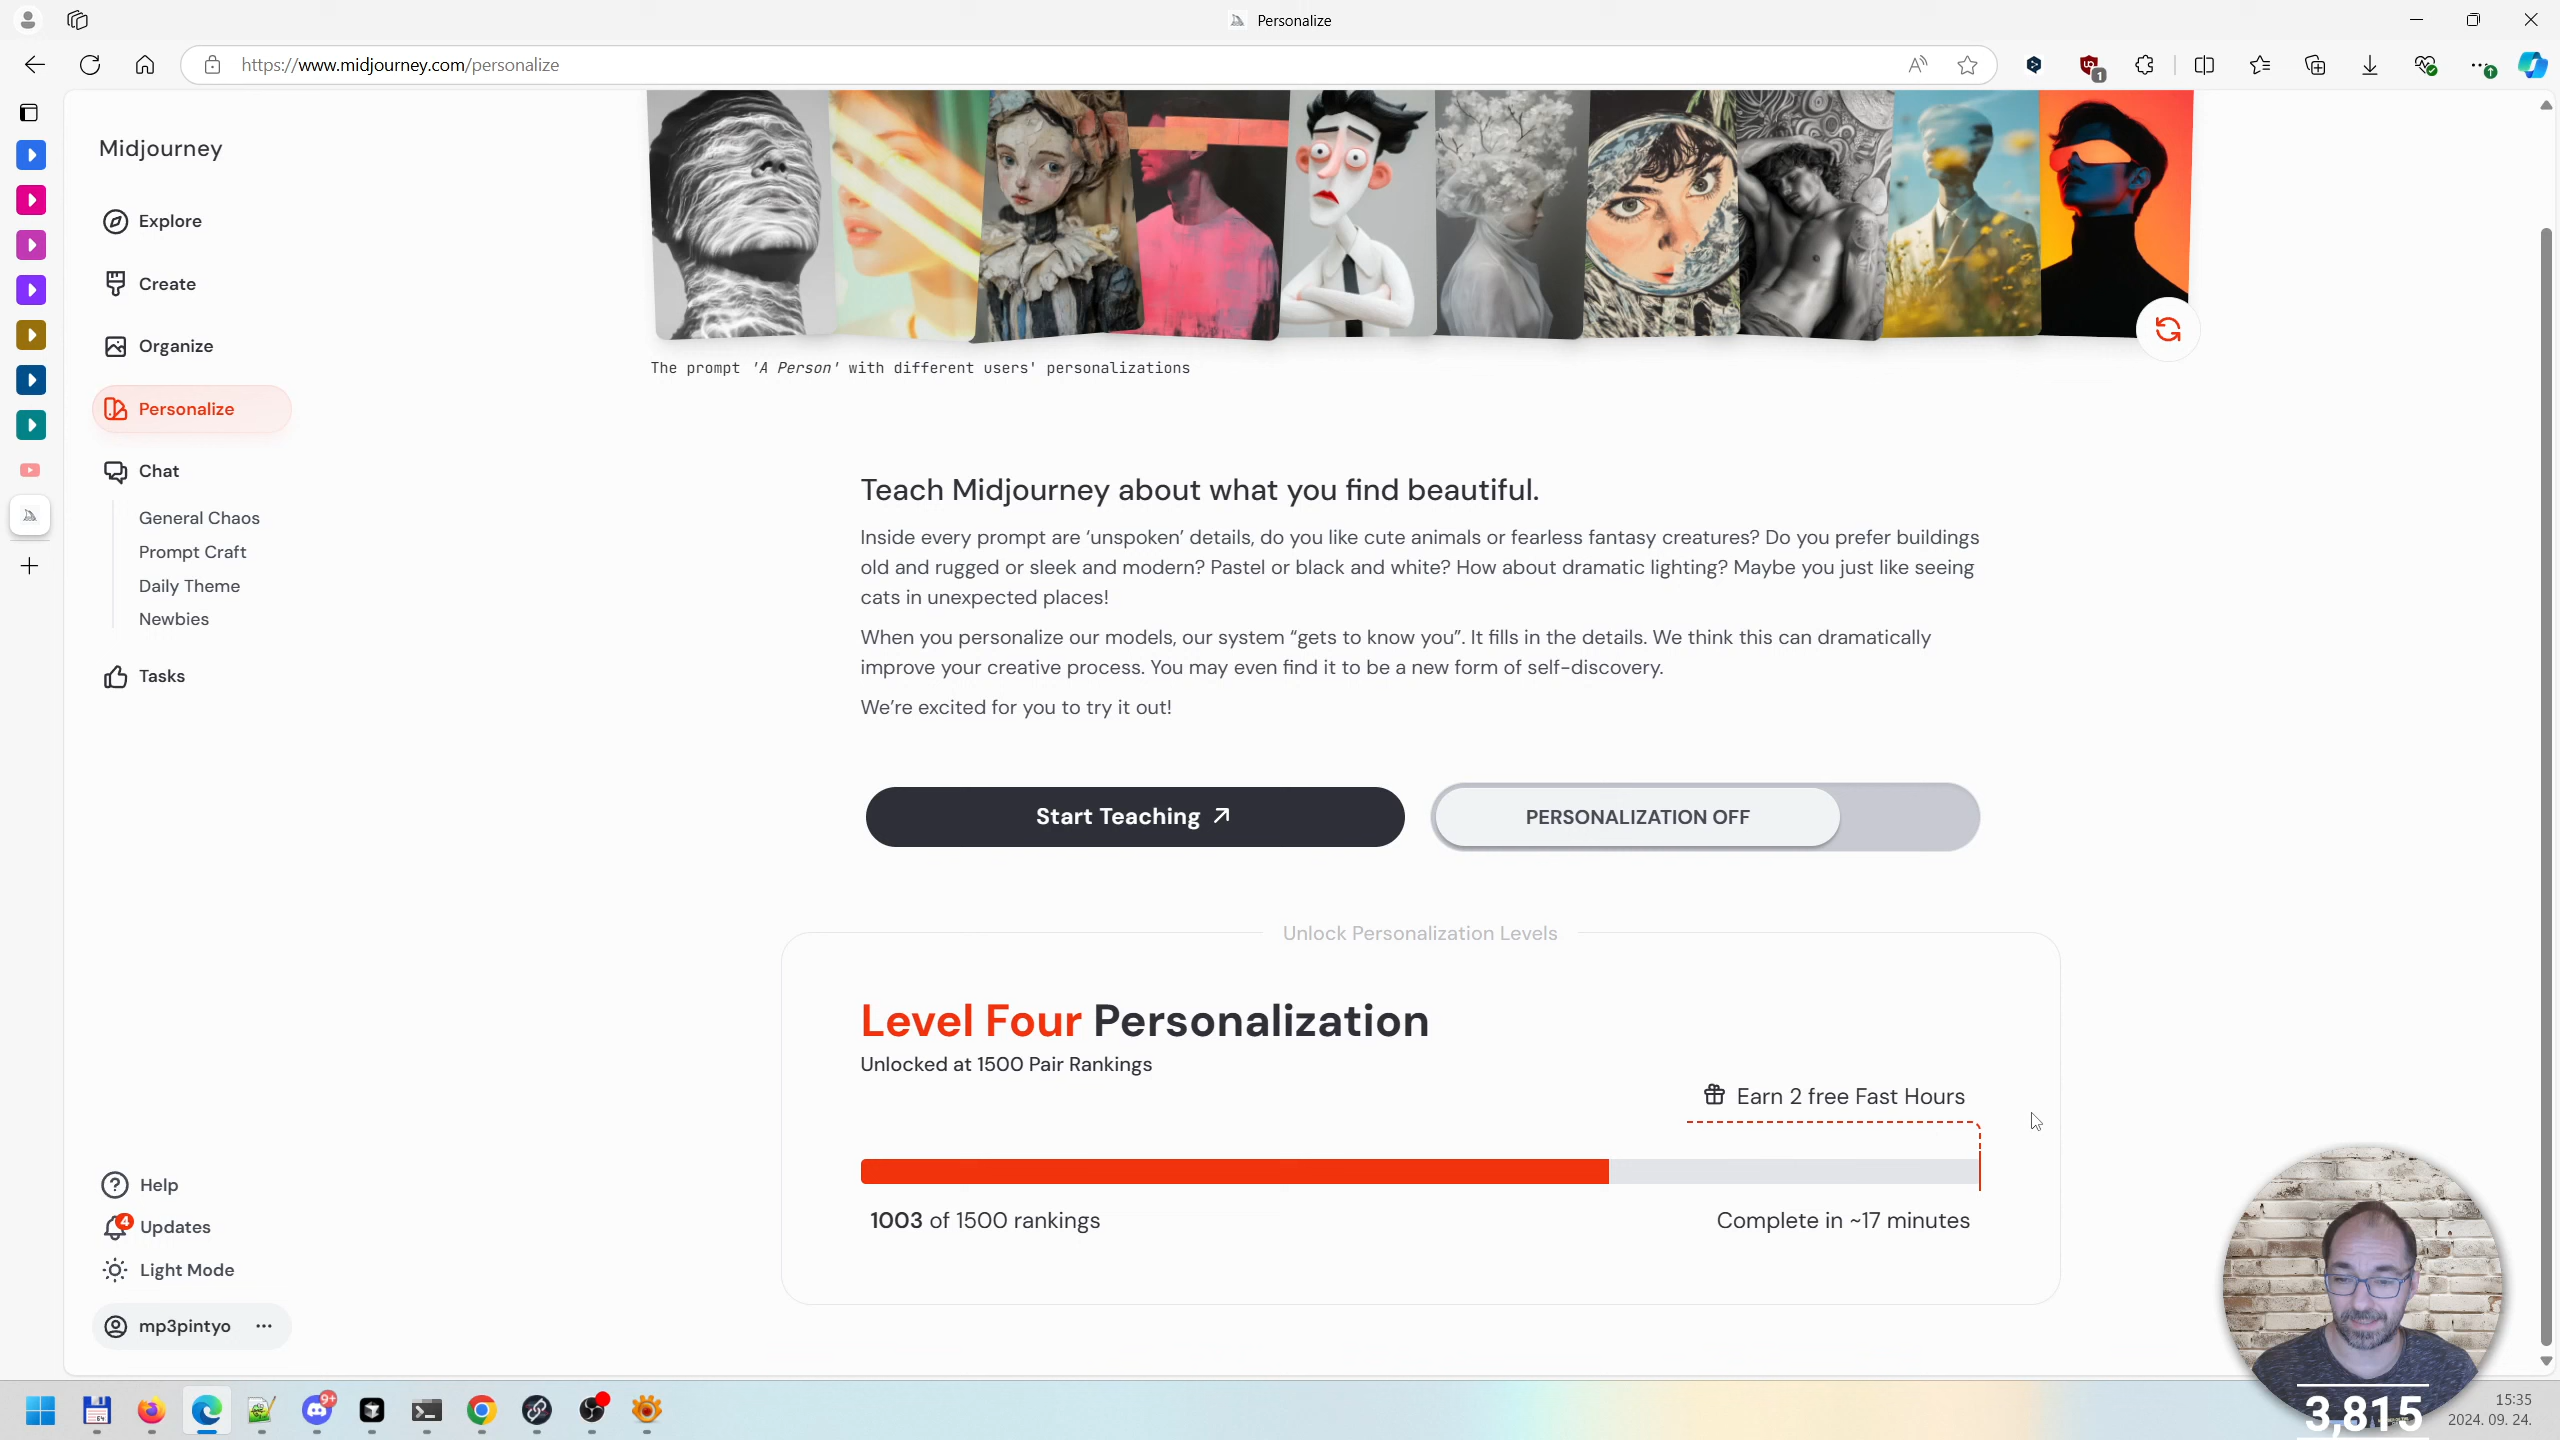 Personalize
https://www.midjourney.com/personalize
1
Midjourney
Explore
Create
Organize
Personalize
Chat
General Chaos
Prompt Craft
Daily Theme
Newbies
Tasks
Help
4
Updates
Light Mode
mp3pintyo
The prompt 'A Person' with different users' personalizations
Teach Midjourney about what you find beautiful.
Inside every prompt are ‘unspoken’ details, do you like cute animals or fearless fantasy creatures? Do you prefer buildings
old and rugged or sleek and modern? Pastel or black and white? How about dramatic lighting? Maybe you just like seeing
cats in unexpected places!
When you personalize our models, our system “gets to know you”. It fills in the details. We think this can dramatically
improve your creative process. You may even find it to be a new form of self-discovery.
We’re excited for you to try it out!
Start Teaching
PERSONALIZATION OFF
Unlock Personalization Levels
Level Four Personalization
Unlocked at 1500 Pair Rankings
Earn 2 free Fast Hours
1003 of 1500 rankings
Complete in ~17 minutes
9+
3,815
15:35
2024. 09. 24.